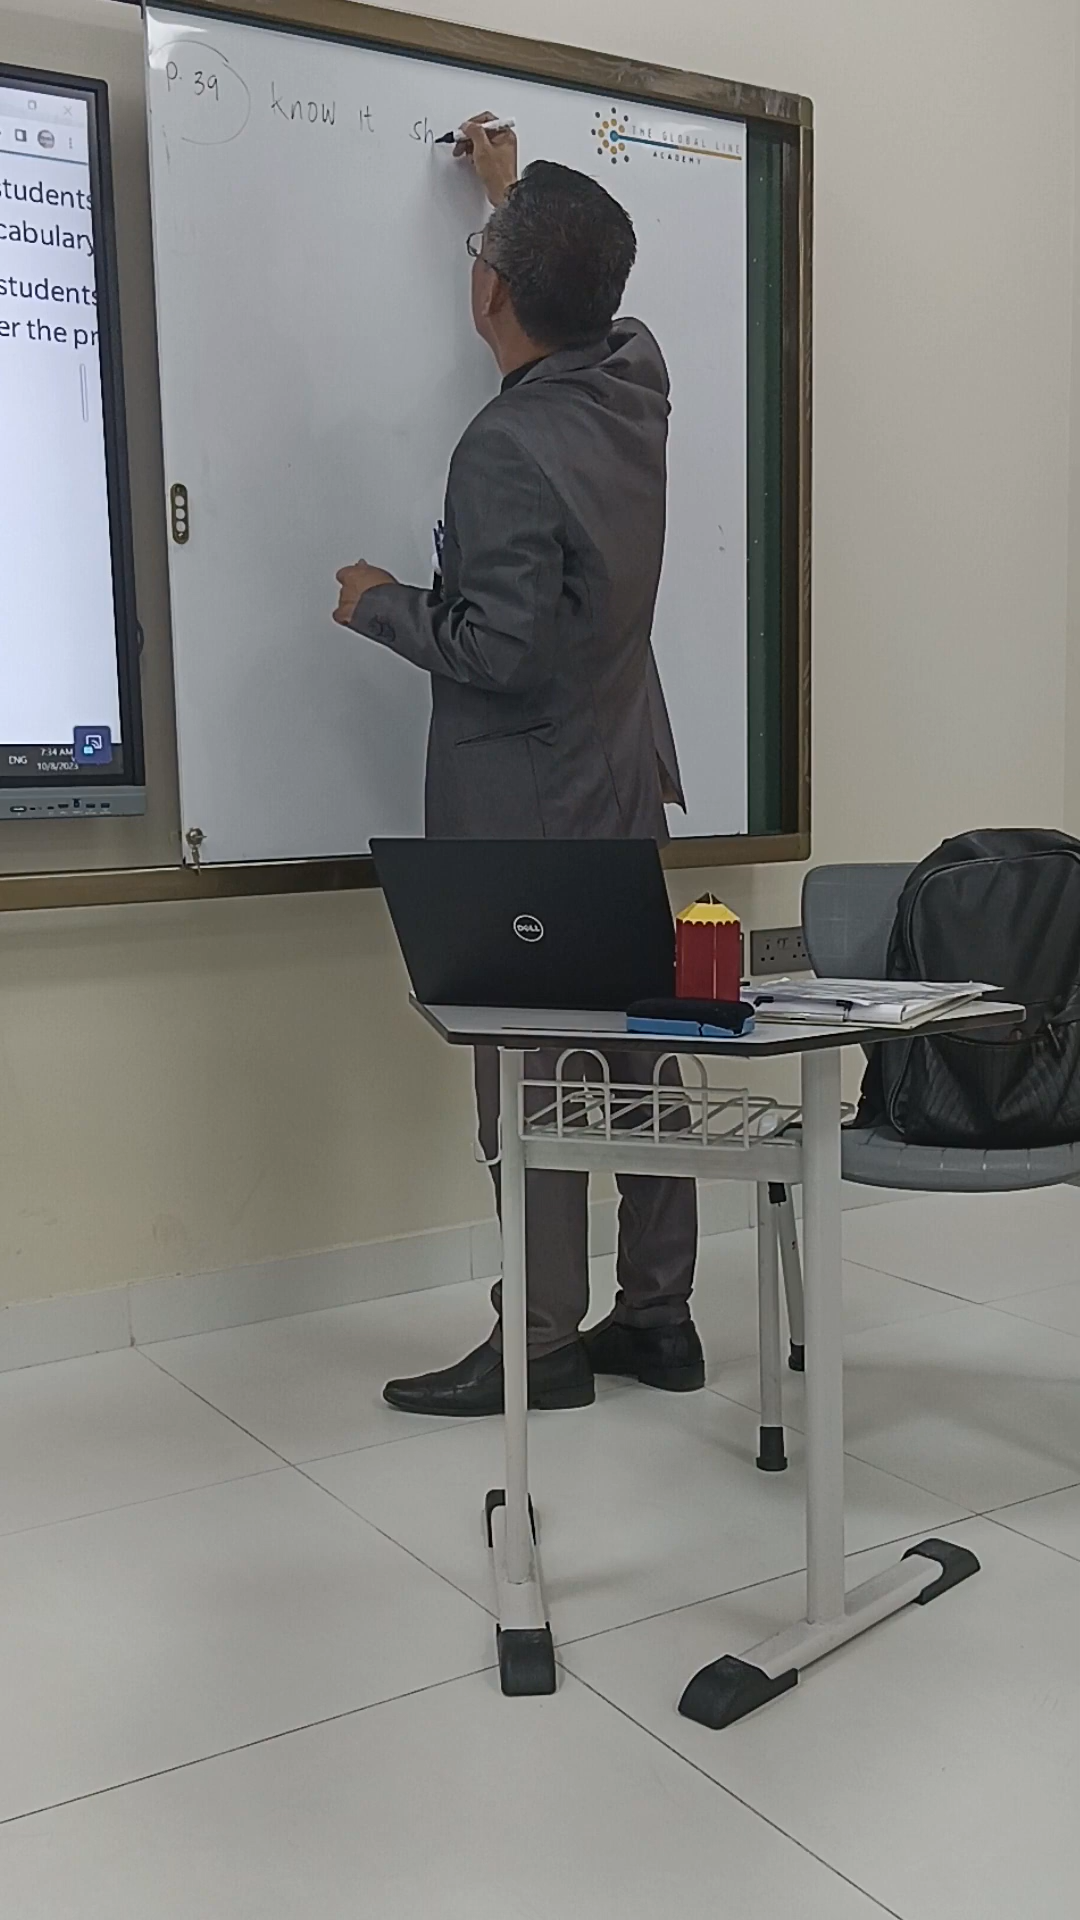 p. 39 know it sh
THE GLOBAL LINE
ACADEMY
students
cabulary
students
er the pr
ENG
7:34 AM
10/8/2023
DELL